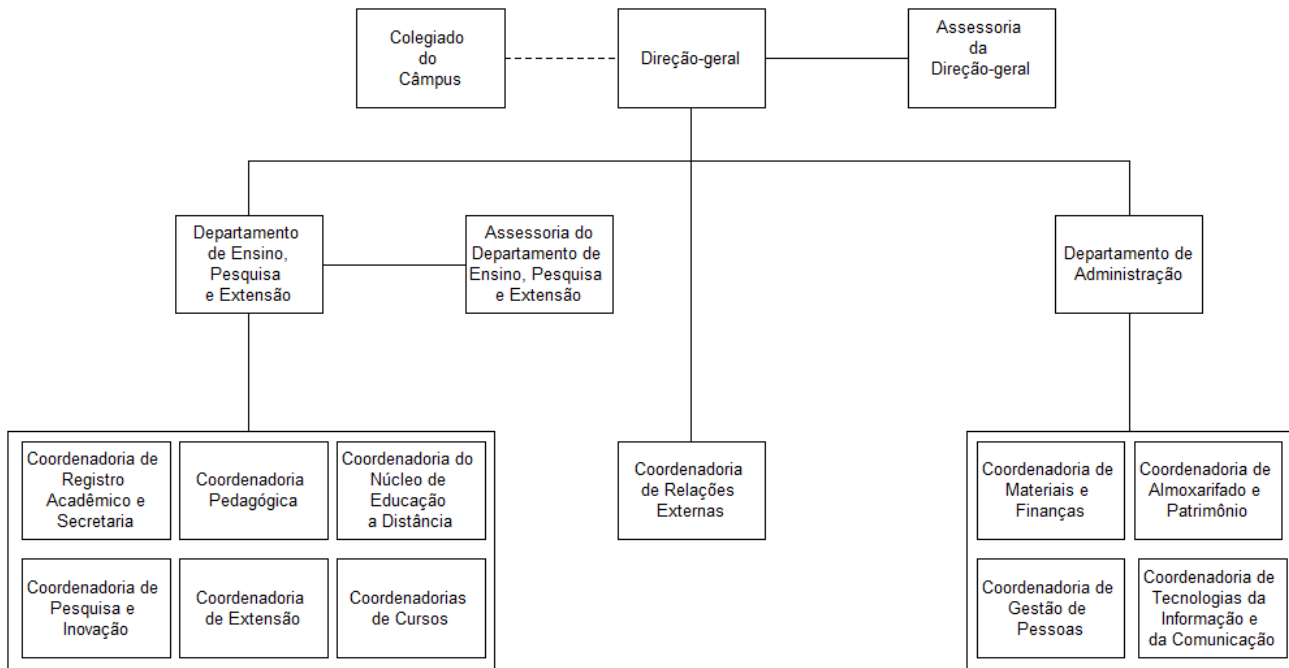 Colegiado
do
Câmpus
Direção-geral
Assessoria
da
Direção-geral
Departamento
de Ensino,
Pesquisa
e Extensão
Assessoria do
Departamento de
Ensino, Pesquisa
e Extensão
Departamento de
Administração
Coordenadoria de
Registro
Acadêmico e
Secretaria
Coordenadoria
Pedagógica
Coordenadoria do
Núcleo de
Educação
a Distância
Coordenadoria
de Relações
Externas
Coordenadoria de
Materiais e
Finanças
Coordenadoria de
Almoxarifado e
Patrimônio
Coordenadoria de
Pesquisa e
Inovação
Coordenadoria
de Extensão
Coordenadorias
de Cursos
Coordenadoria de
Gestão de
Pessoas
Coordenadoria de
Tecnologias da
Informação e
da Comunicação